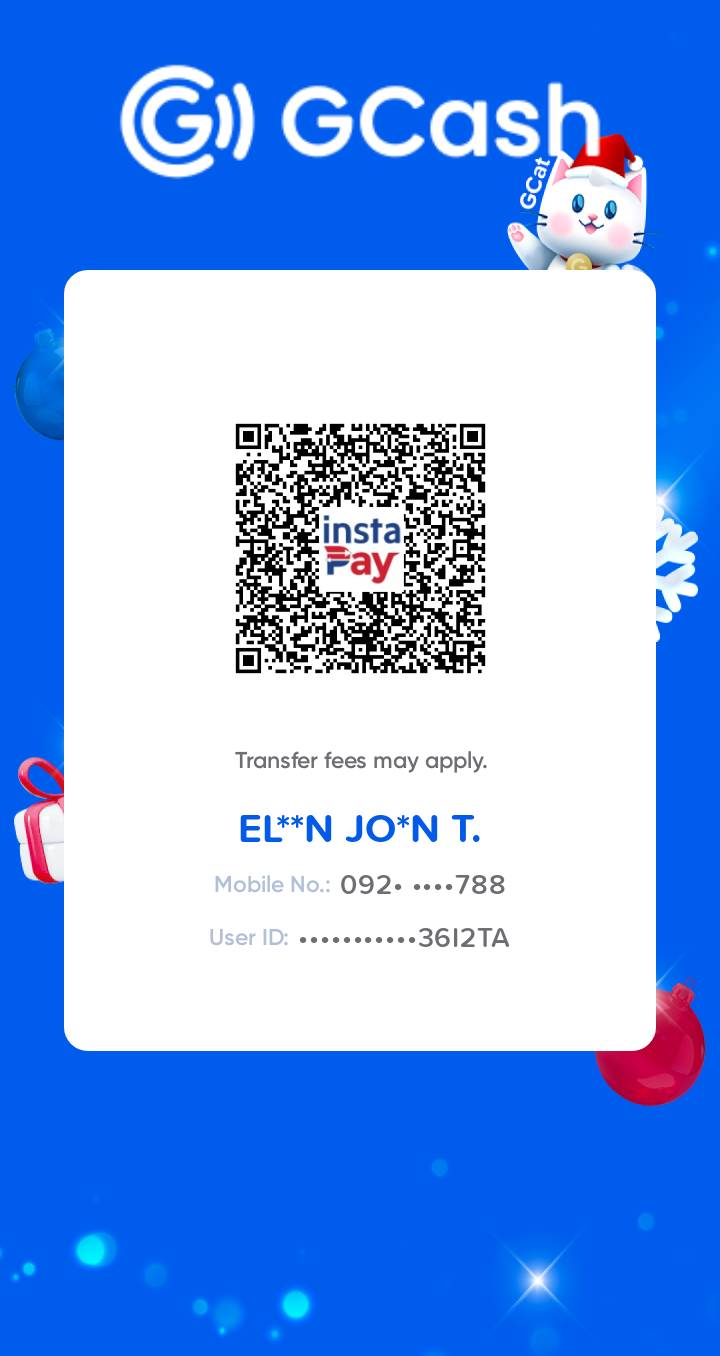 GCash
GCat
insta
Pay
Transfer fees may apply.
EL**N JO*N T.
Mobile No.: 092• ••••788
User ID: •••••••••••36I2TA